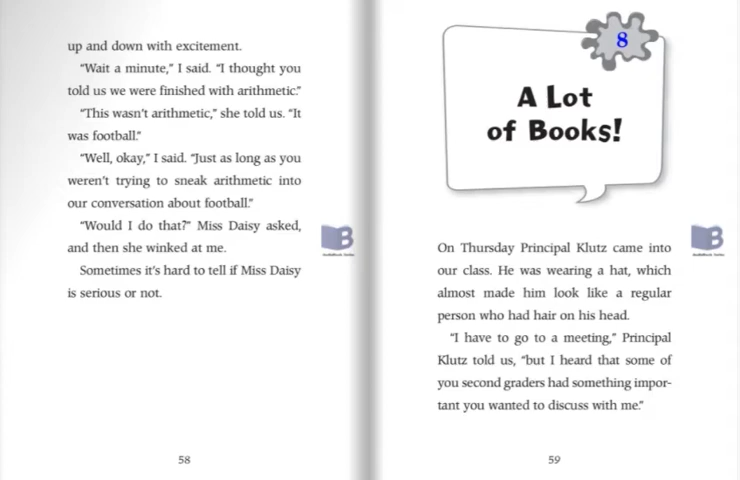 up and down with excitement.
“Wait a minute,” I said. “I thought you
told us we were finished with arithmetic.”
“This wasn’t arithmetic,” she told us. “It
was football.”
“Well, okay,” I said. “Just as long as you
weren’t trying to sneak arithmetic into
our conversation about football.”
“Would I do that?” Miss Daisy asked,
and then she winked at me.
Sometimes it’s hard to tell if Miss Daisy
is serious or not.
58
B
8
A Lot
of Books!
On Thursday Principal Klutz came into
our class. He was wearing a hat, which
almost made him look like a regular
person who had hair on his head.
“I have to go to a meeting,” Principal
Klutz told us, “but I heard that some of
you second graders had something impor-
tant you wanted to discuss with me.”
59
B